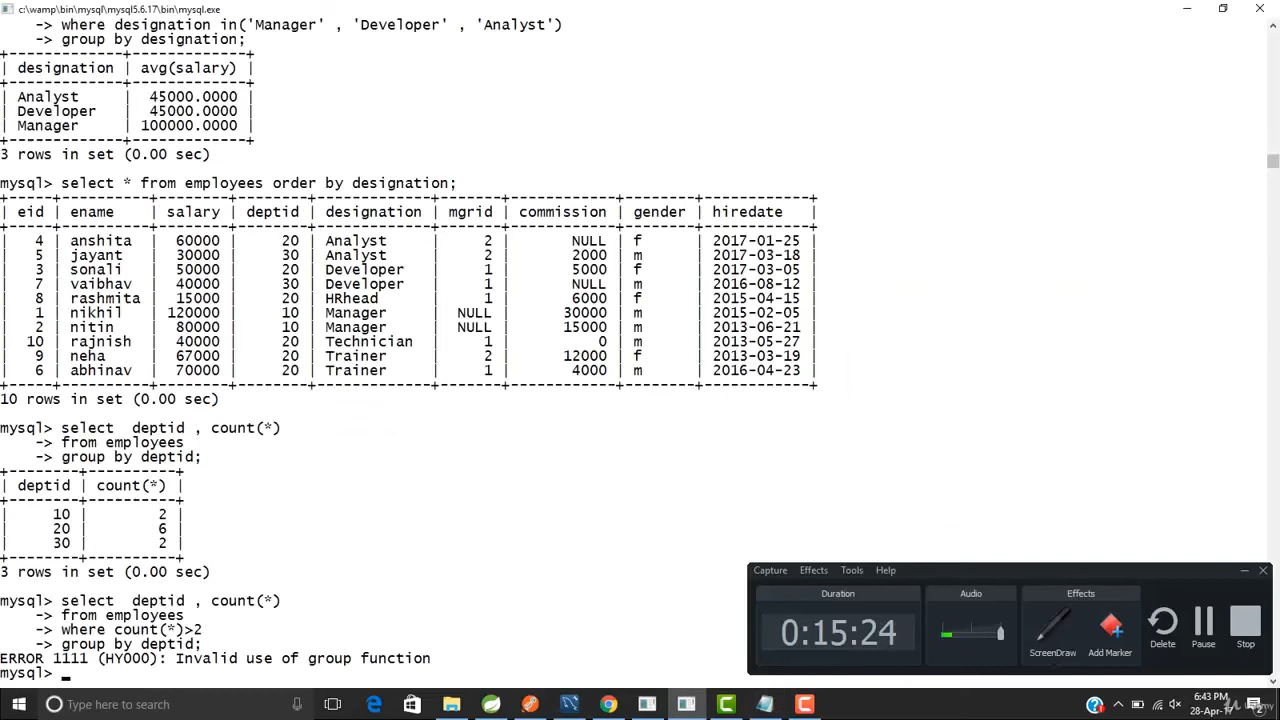 c:\wamp\bin\mysql\mysql5.6.17\bin\mysql.exe
-> where designation in('Manager' , 'Developer' , 'Analyst')
-> group by designation;
+-------------+-------------+
| designation | avg(salary) |
+-------------+-------------+
| Analyst     |  45000.0000 |
| Developer   |  45000.0000 |
| Manager     | 100000.0000 |
+-------------+-------------+
3 rows in set (0.00 sec)
mysql> select * from employees order by designation;
+-----+----------+--------+--------+-------------+-------+------------+--------+------------+
| eid | ename    | salary | deptid | designation | mgrid | commission | gender | hiredate   |
+-----+----------+--------+--------+-------------+-------+------------+--------+------------+
|   4 | anshita  |  60000 |     20 | Analyst     |     2 |       NULL | f      | 2017-01-25 |
|   5 | jayant   |  30000 |     30 | Analyst     |     2 |       2000 | m      | 2017-03-18 |
|   3 | sonali   |  50000 |     20 | Developer   |     1 |       5000 | f      | 2017-03-05 |
|   7 | vaibhav  |  40000 |     30 | Developer   |     1 |       NULL | m      | 2016-08-12 |
|   8 | rashmita |  15000 |     20 | HRhead      |     1 |       6000 | f      | 2015-04-15 |
|   1 | nikhil   | 120000 |     10 | Manager     |  NULL |      30000 | m      | 2015-02-05 |
|   2 | nitin    |  80000 |     10 | Manager     |  NULL |      15000 | m      | 2013-06-21 |
|  10 | rajnish  |  40000 |     20 | Technician  |     1 |          0 | m      | 2013-05-27 |
|   9 | neha     |  67000 |     20 | Trainer     |     2 |      12000 | f      | 2013-03-19 |
|   6 | abhinav  |  70000 |     20 | Trainer     |     1 |       4000 | m      | 2016-04-23 |
+-----+----------+--------+--------+-------------+-------+------------+--------+------------+
10 rows in set (0.00 sec)
mysql> select  deptid , count(*)
-> from employees
-> group by deptid;
+--------+----------+
| deptid | count(*) |
+--------+----------+
|     10 |        2 |
|     20 |        6 |
|     30 |        2 |
+--------+----------+
3 rows in set (0.00 sec)
mysql> select  deptid , count(*)
-> from employees
-> where count(*)>2
-> group by deptid;
ERROR 1111 (HY000): Invalid use of group function
mysql> _
Capture Effects Tools Help
Duration Audio Effects
0:15:24
ScreenDraw Add Marker Delete Pause Stop
Type here to search
6:43 PM
28-Apr-1